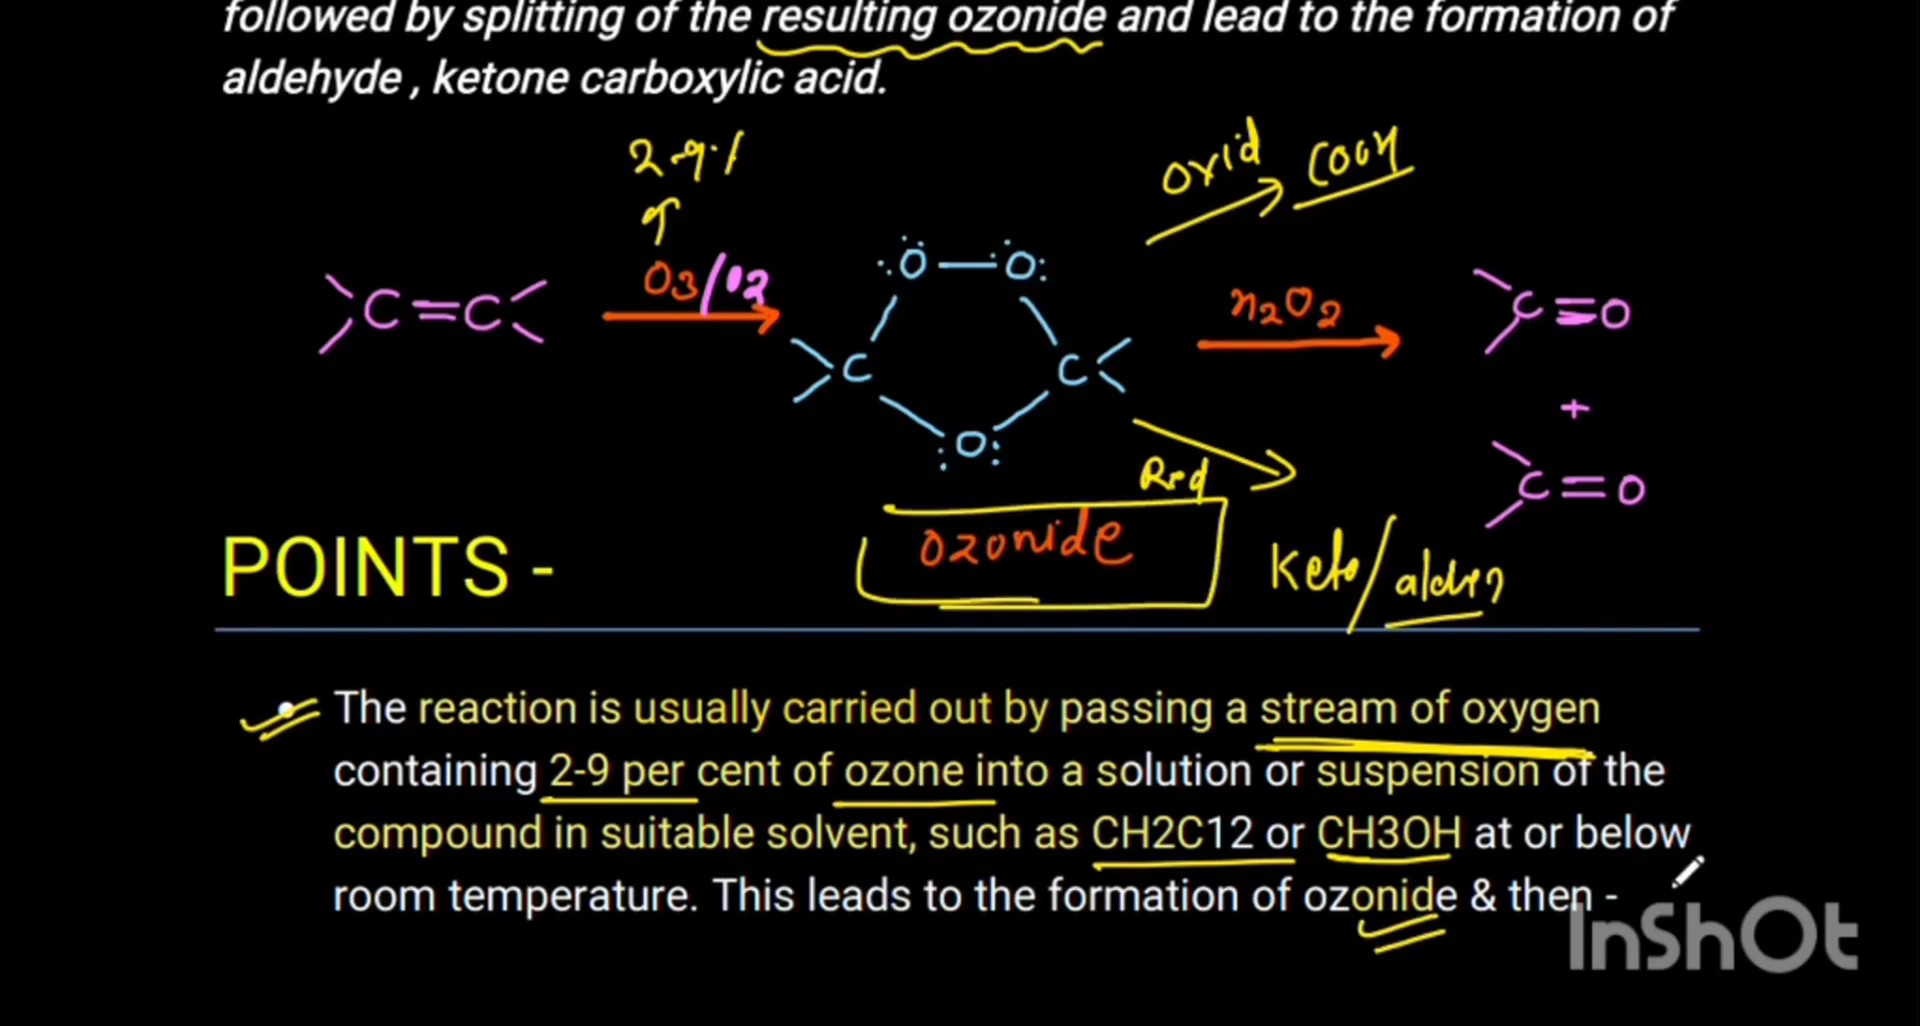 followed by splitting of the resulting ozonide and lead to the formation of
aldehyde , ketone carboxylic acid.
2-9%
oxid COOH
O3/O2
O—O
C=C
H2O2
C=O
C C
+
O
Red
C=O
ozonide
Keto/aldehy
POINTS -
The reaction is usually carried out by passing a stream of oxygen
containing 2-9 per cent of ozone into a solution or suspension of the
compound in suitable solvent, such as CH2C12 or CH3OH at or below
room temperature. This leads to the formation of ozonide & then -
InShOt